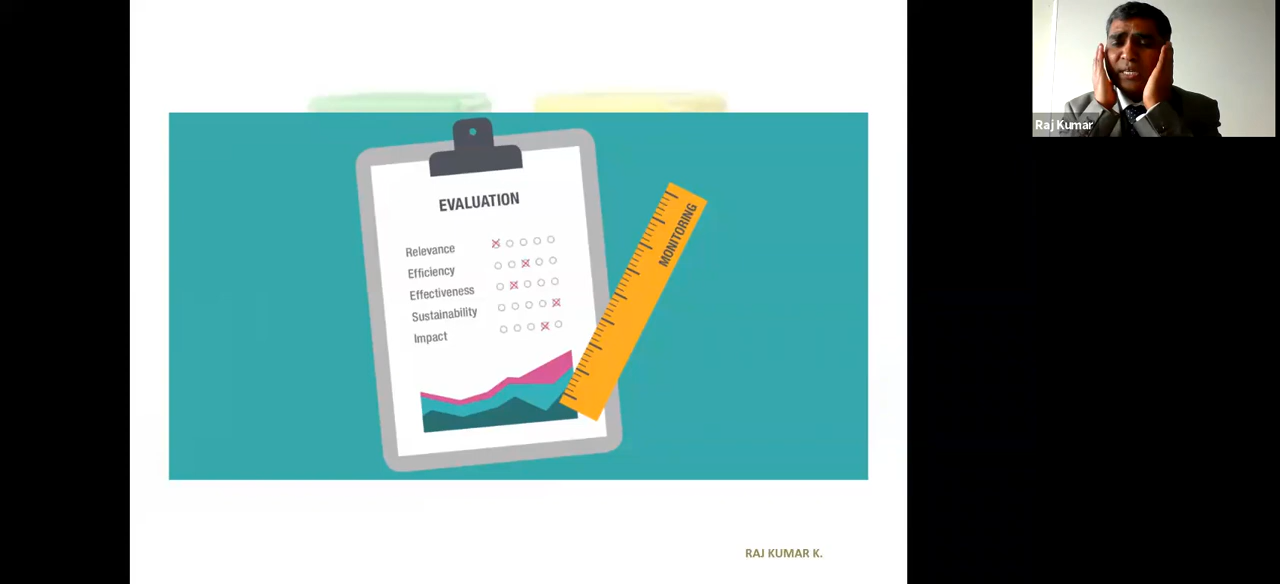 EVALUATION
Relevance
Efficiency
Effectiveness
Sustainability
Impact
MONITORING
RAJ KUMAR K.
Raj Kumar